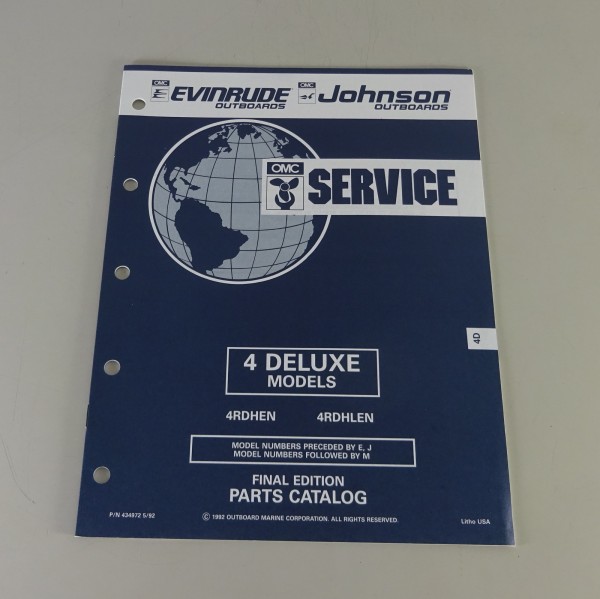 OMC EVINRUDE OMC Johnson
OUTBOARDS OUTBOARDS
OMC SERVICE
4D
4 DELUXE
MODELS
4RDHEN 4RDHLEN
MODEL NUMBERS PRECEDED BY E, J
MODEL NUMBERS FOLLOWED BY M
FINAL EDITION
PARTS CATALOG
P/N 434972 5/92 © 1992 OUTBOARD MARINE CORPORATION. ALL RIGHTS RESERVED. Litho USA